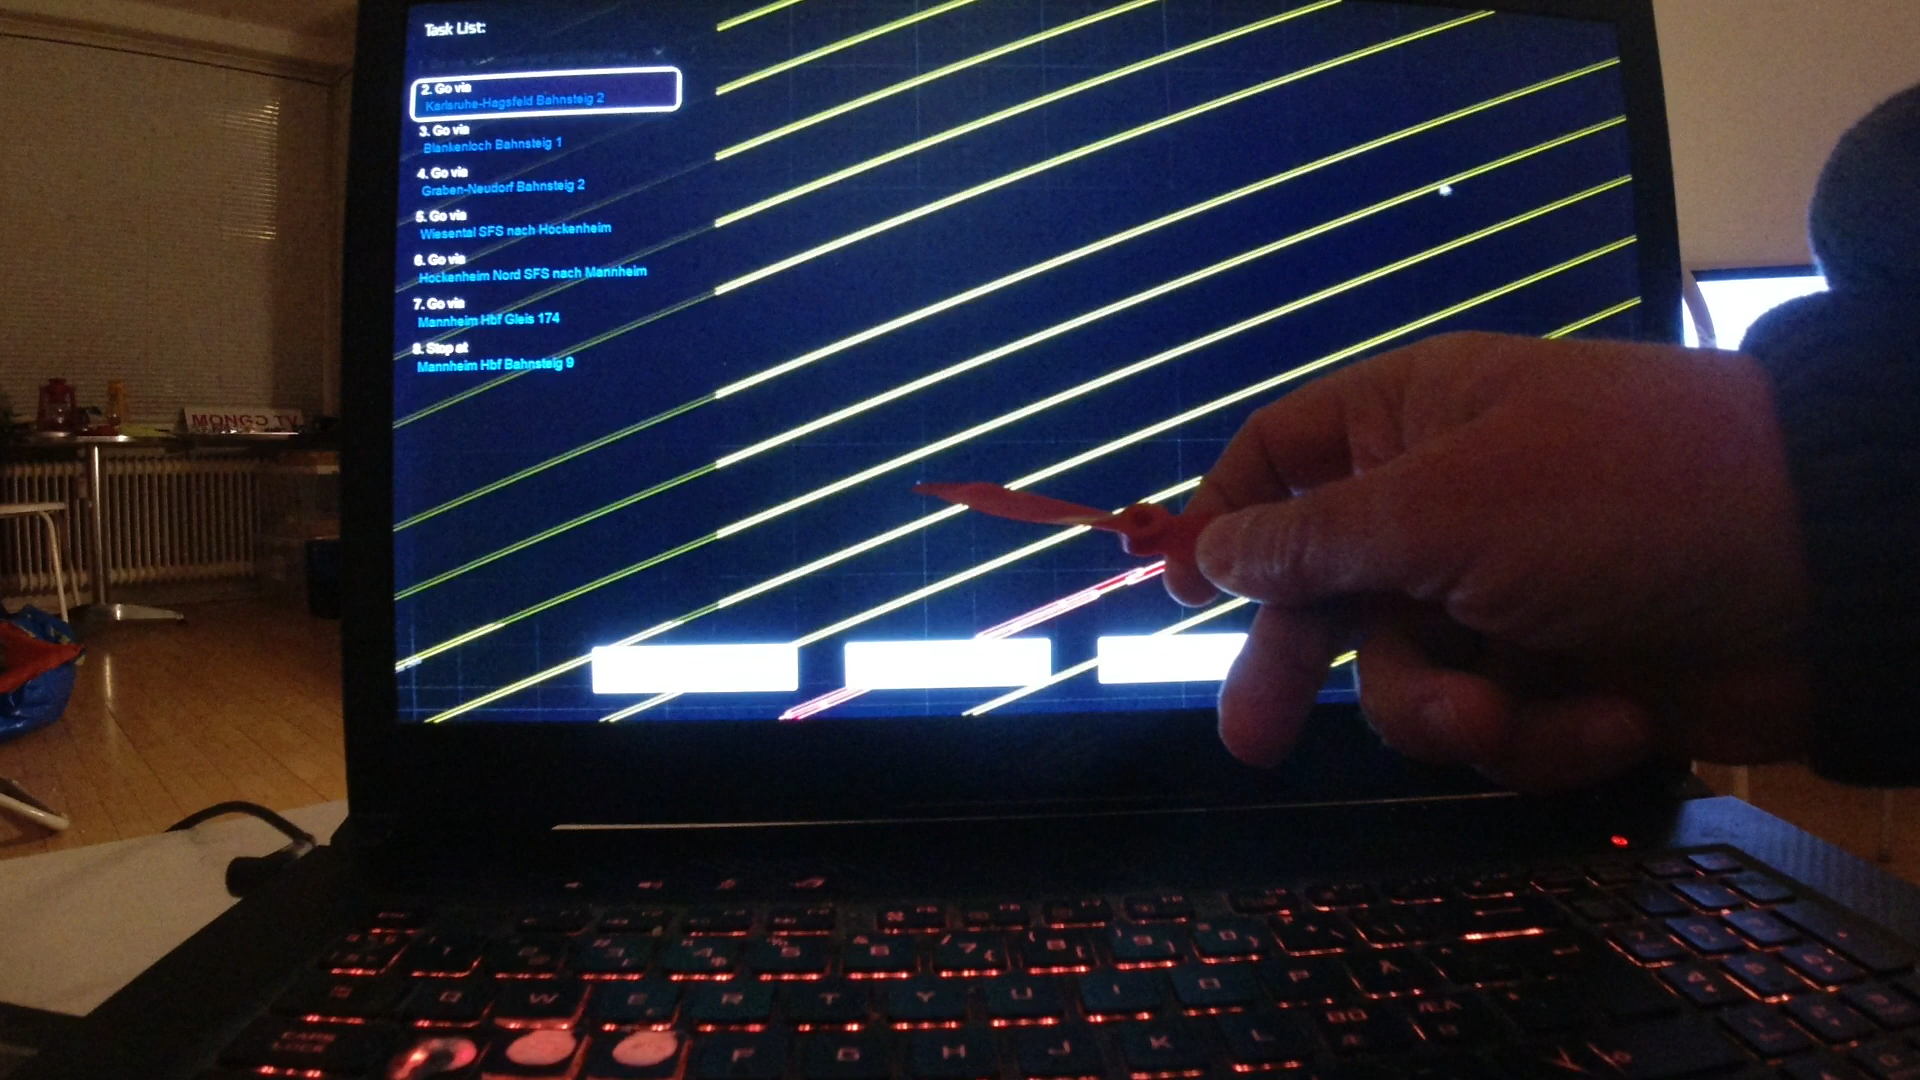 Task List:
2. Go via
Karlsruhe-Hagsfeld Bahnsteig 2
3. Go via
Blankenloch Bahnsteig 1
4. Go via
Graben-Neudorf Bahnsteig 2
5. Go via
Wiesental SFS nach Hockenheim
6. Go via
Hockenheim Nord SFS nach Mannheim
7. Go via
Mannheim Hbf Gleis 174
8. Stop at
Mannheim Hbf Bahnsteig 9
MONGO TV
Q W E R T Y U I O P Å
CAPS LOCK F G H J K L